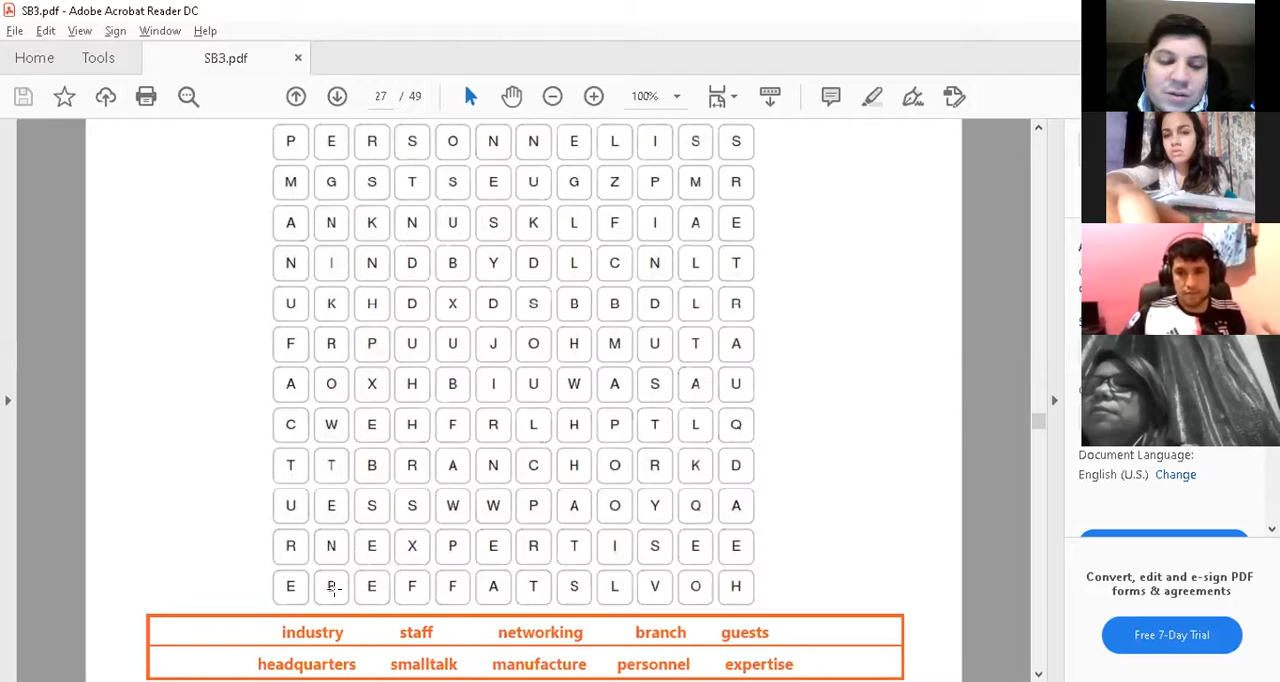 SB3.pdf - Adobe Acrobat Reader DC
File Edit View Sign Window Help
Home Tools SB3.pdf ×
27 / 49 100%
P E R S O N N E L I S S
M G S T S E U G Z P M R
A N K N U S K L F I A E
N I N D B Y D L C N L T
U K H D X D S B B D L R
F R P U U J O H M U T A
A O X H B I U W A S A U
C W E H F R L H P T L Q
T T B R A N C H O R K D
U E S S W W P A O Y Q A
R N E X P E R T I S E E
E E F F A T S L V O H
industry staff networking branch guests
headquarters smalltalk manufacture personnel expertise
Document Language:
English (U.S.) Change
Convert, edit and e-sign PDF
forms & agreements
Free 7-Day Trial